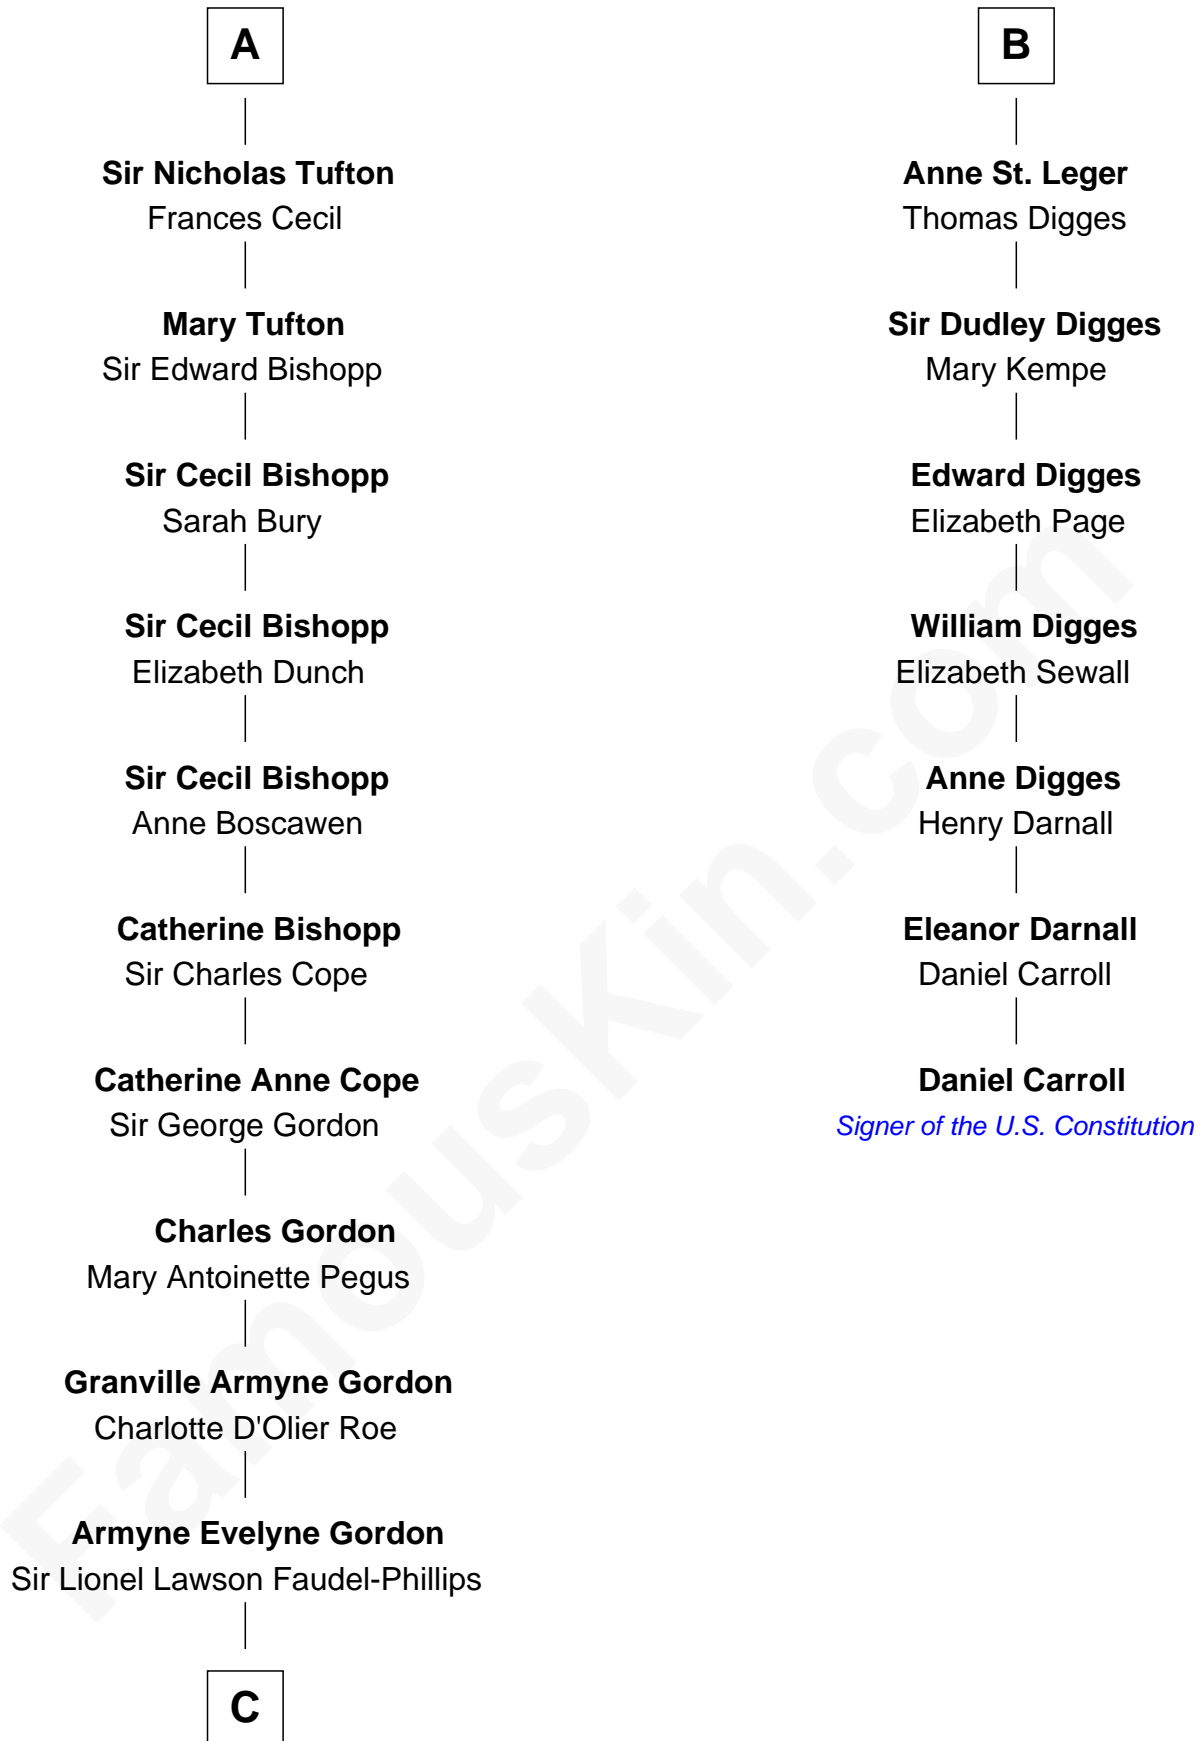 A
Sir Nicholas Tufton
Frances Cecil
Mary Tufton
Sir Edward Bishopp
Sir Cecil Bishopp
Sarah Bury
Sir Cecil Bishopp
Elizabeth Dunch
Sir Cecil Bishopp
Anne Boscawen
Catherine Bishopp
Sir Charles Cope
Catherine Anne Cope
Sir George Gordon
Charles Gordon
Mary Antoinette Pegus
Granville Armyne Gordon
Charlotte D'Olier Roe
Armyne Evelyne Gordon
Sir Lionel Lawson Faudel-Phillips
C
B
Anne St. Leger
Thomas Digges
Sir Dudley Digges
Mary Kempe
Edward Digges
Elizabeth Page
William Digges
Elizabeth Sewall
Anne Digges
Henry Darnall
Eleanor Darnall
Daniel Carroll
Daniel Carroll
Signer of the U.S. Constitution
FamousKin.com